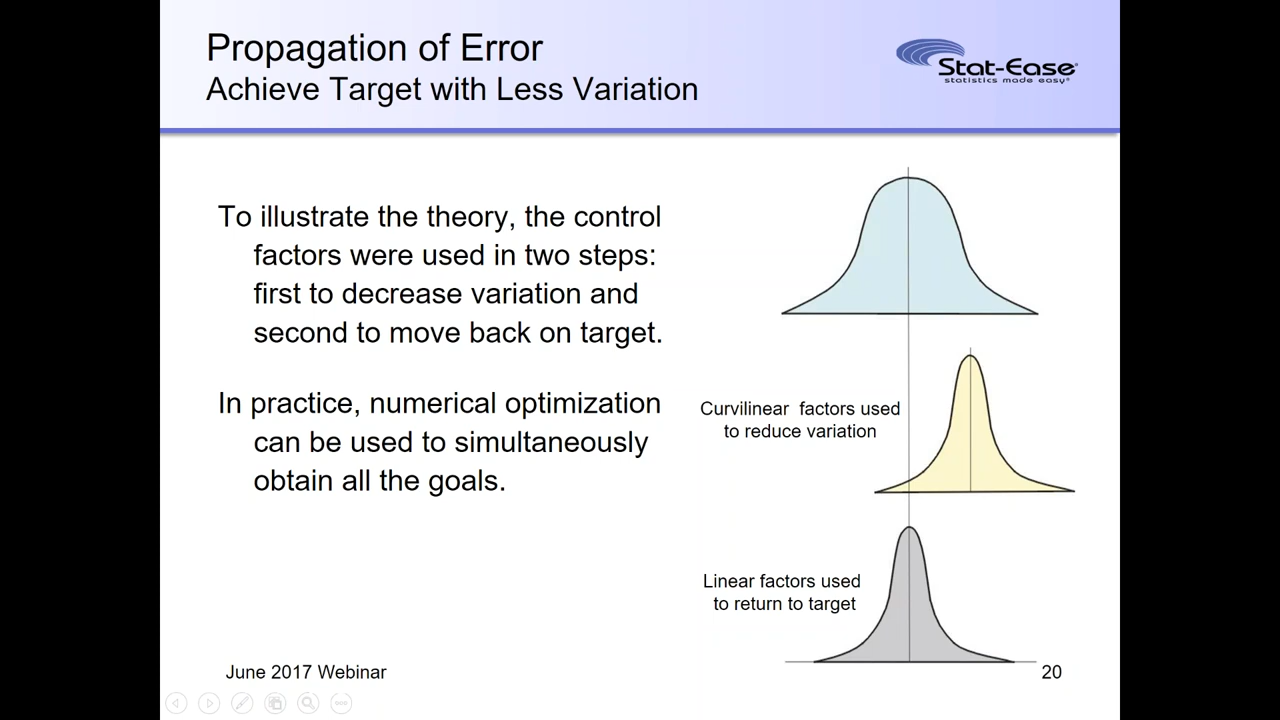 Propagation of Error
Achieve Target with Less Variation
Stat-Ease®
statistics made easy®
To illustrate the theory, the control
factors were used in two steps:
first to decrease variation and
second to move back on target.
In practice, numerical optimization
can be used to simultaneously
obtain all the goals.
Curvilinear factors used
to reduce variation
Linear factors used
to return to target
June 2017 Webinar
20